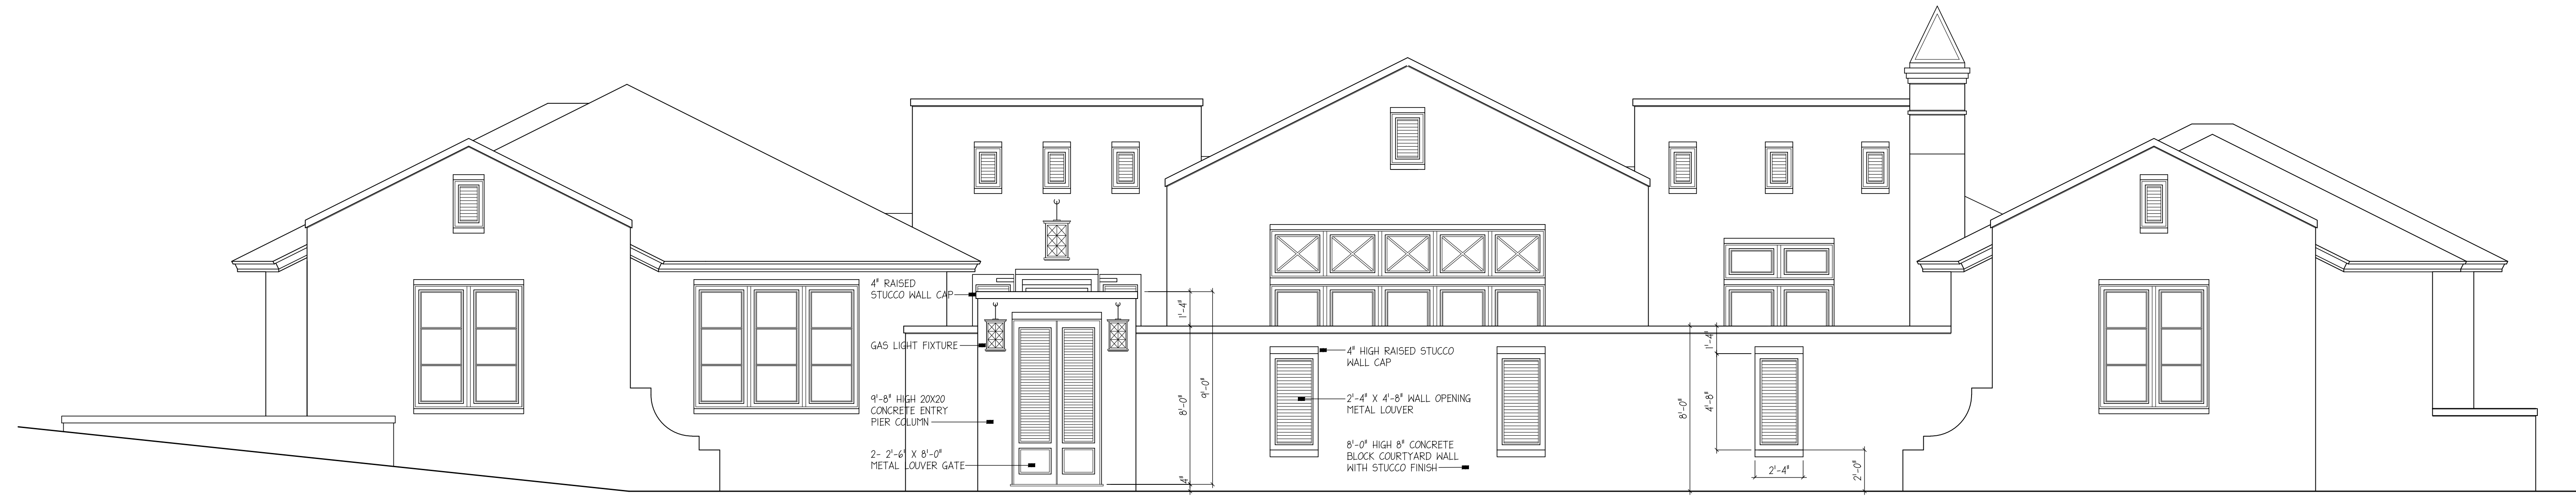 4" RAISED
STUCCO WALL CAP
GAS LIGHT FIXTURE
9'-8" HIGH 20X20
CONCRETE ENTRY
PIER COLUMN
2- 2'-6" X 8'-0"
METAL LOUVER GATE
1'-4"
8'-0"
9'-0"
4"
4" HIGH RAISED STUCCO
WALL CAP
2'-4" X 4'-8" WALL OPENING
METAL LOUVER
8'-0" HIGH 8" CONCRETE
BLOCK COURTYARD WALL
WITH STUCCO FINISH
8'-0"
1'-4"
4'-8"
2'-4"
2'-0"